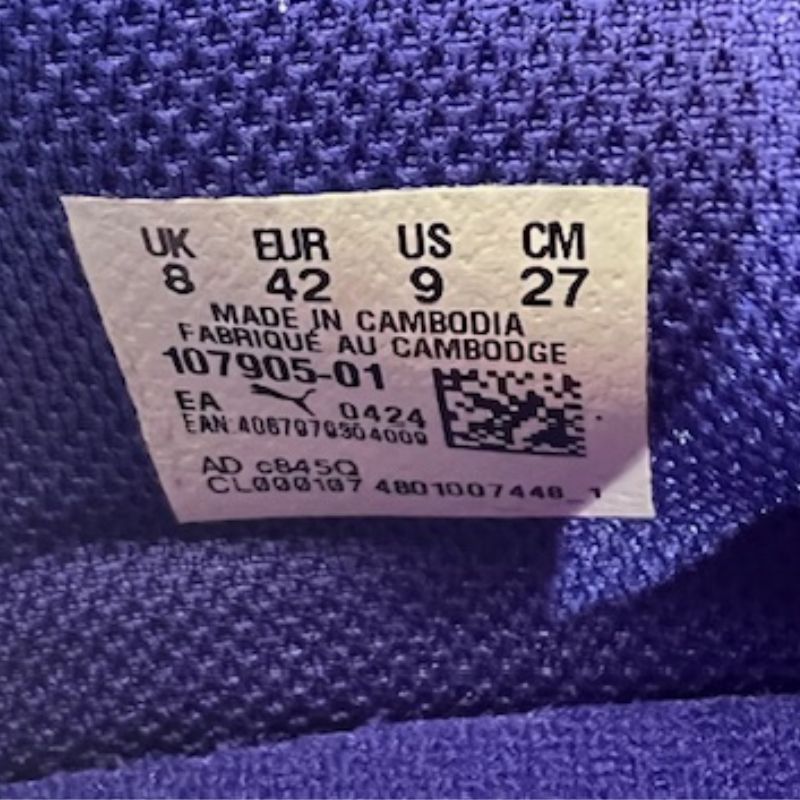 UK EUR US CM
8 42 9 27
MADE IN CAMBODIA
FABRIQUÉ AU CAMBODGE
107905-01
EA 0424
EAN:4067979304009
AD c845Q
CL000107 4801007448_1